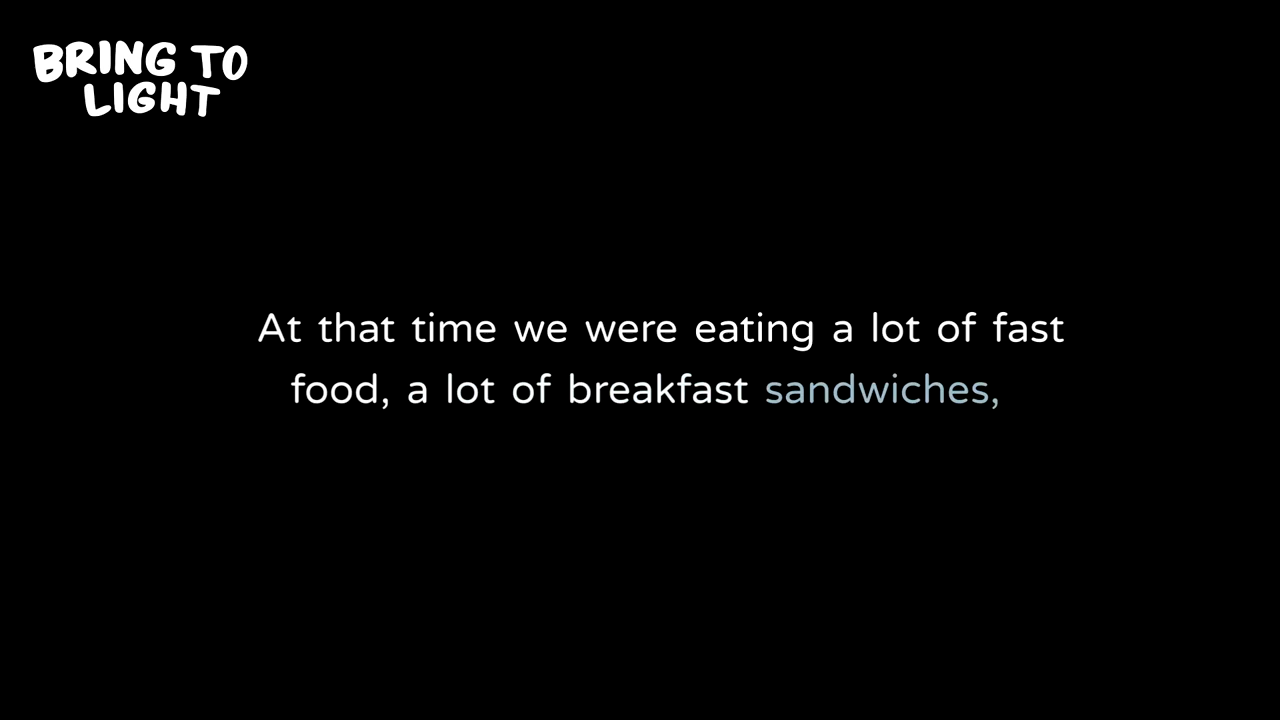 BRING TO
LIGHT
At that time we were eating a lot of fast
food, a lot of breakfast sandwiches,